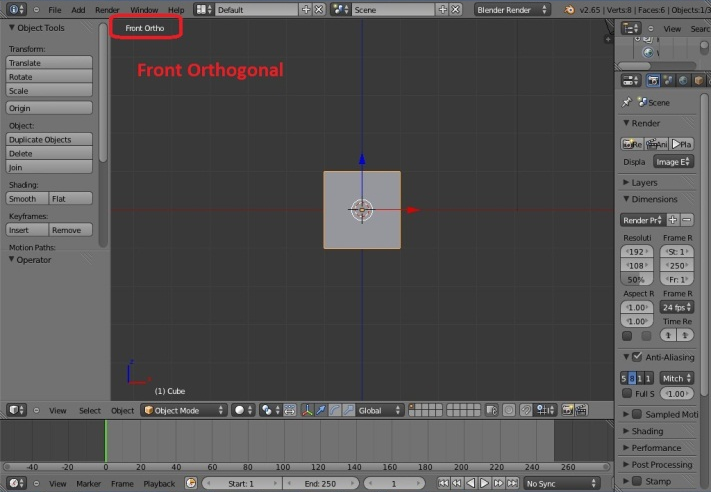 File Add Render Window Help Default Scene Blender Render v2.65 | Verts:8 | Faces:6 | Objects:1/3
Object Tools
Front Ortho
View Searc
Front Orthogonal
Transform:
Translate
Rotate
Scale
Origin
Object:
Duplicate Objects
Delete
Join
Shading:
Smooth Flat
Keyframes:
Insert Remove
Motion Paths:
Operator
Z
(1) Cube
View Select Object Object Mode Global
Scene
Render
Re Ani Pla
Displa Image E
Layers
Dimensions
Render Pr
Resoluti Frame R
192 St: 1
108 250
50% Fr: 1
Aspect R Frame R
1.00 24 fps
1.00 Time Re
1 1
Anti-Aliasing
5 8 1 1 Mitch
Full S 1.00
Sampled Moti
Shading
Performance
Post Processing
Stamp
-40 -20 0 20 40 60 80 100 120 140 160 180 200 220 240 260
View Marker Frame Playback Start: 1 End: 250 1 No Sync